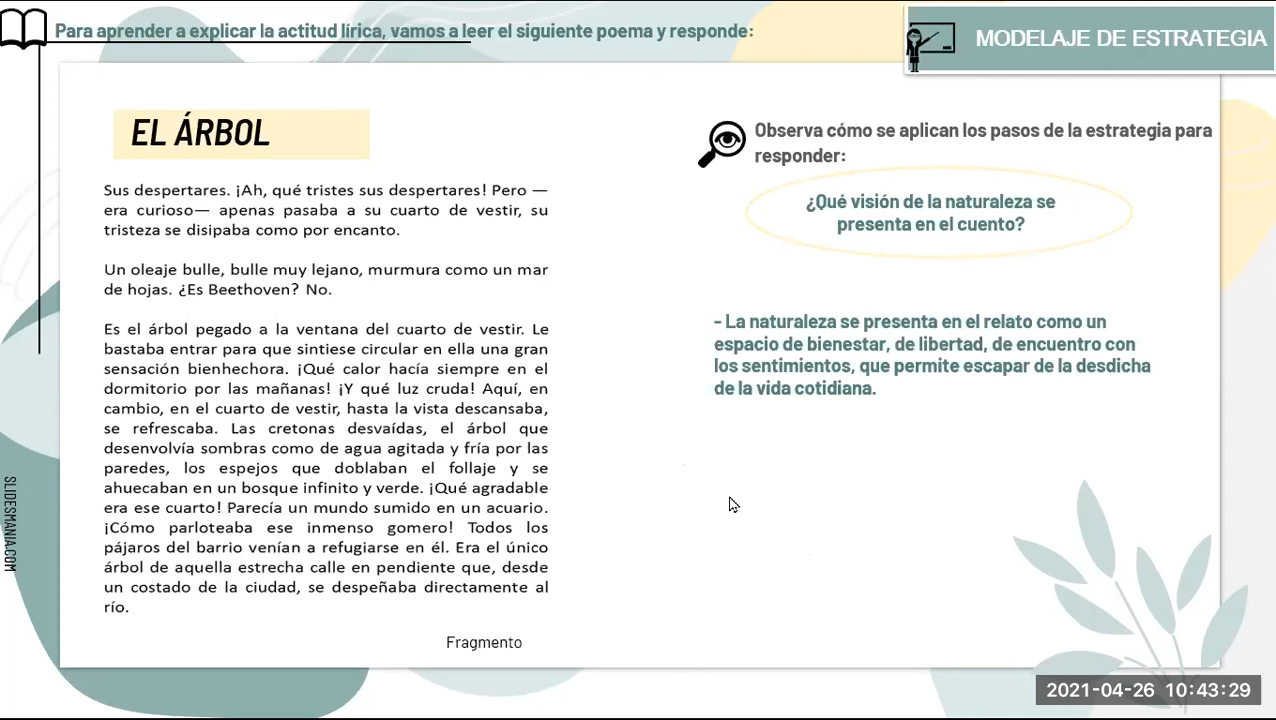 Para aprender a explicar la actitud lírica, vamos a leer el siguiente poema y responde:
MODELAJE DE ESTRATEGIA
EL ÁRBOL
Sus despertares. ¡Ah, qué tristes sus despertares! Pero —
era curioso— apenas pasaba a su cuarto de vestir, su
tristeza se disipaba como por encanto.
Un oleaje bulle, bulle muy lejano, murmura como un mar
de hojas. ¿Es Beethoven? No.
Es el árbol pegado a la ventana del cuarto de vestir. Le
bastaba entrar para que sintiese circular en ella una gran
sensación bienhechora. ¡Qué calor hacía siempre en el
dormitorio por las mañanas! ¡Y qué luz cruda! Aquí, en
cambio, en el cuarto de vestir, hasta la vista descansaba,
se refrescaba. Las cretonas desvaídas, el árbol que
desenvolvía sombras como de agua agitada y fría por las
paredes, los espejos que doblaban el follaje y se
ahuecaban en un bosque infinito y verde. ¡Qué agradable
era ese cuarto! Parecía un mundo sumido en un acuario.
¡Cómo parloteaba ese inmenso gomero! Todos los
pájaros del barrio venían a refugiarse en él. Era el único
árbol de aquella estrecha calle en pendiente que, desde
un costado de la ciudad, se despeñaba directamente al
río.
Fragmento
Observa cómo se aplican los pasos de la estrategia para
responder:
¿Qué visión de la naturaleza se
presenta en el cuento?
- La naturaleza se presenta en el relato como un
espacio de bienestar, de libertad, de encuentro con
los sentimientos, que permite escapar de la desdicha
de la vida cotidiana.
SLIDESMANIA.COM
2021-04-26 10:43:29